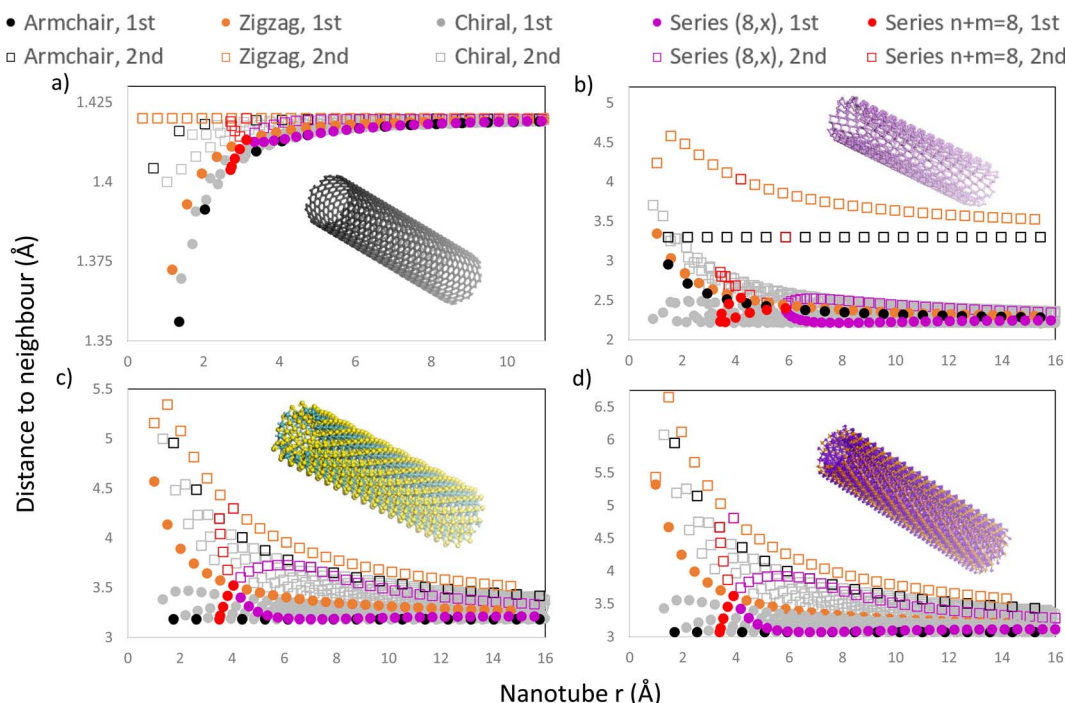 Armchair, 1st Zigzag, 1st Chiral, 1st Series (8,x), 1st Series n+m=8, 1st
Armchair, 2nd Zigzag, 2nd Chiral, 2nd Series (8,x), 2nd Series n+m=8, 2nd
a)
1.425
1.4
1.375
1.35
0 2 4 6 8 10
b)
5
4.5
4
3.5
3
2.5
2
0 2 4 6 8 10 12 14 16
c)
5.5
5
4.5
4
3.5
3
0 2 4 6 8 10 12 14 16
d)
6.5
6
5.5
5
4.5
4
3.5
3
0 2 4 6 8 10 12 14 16
Distance to neighbour (Å)
Nanotube r (Å)